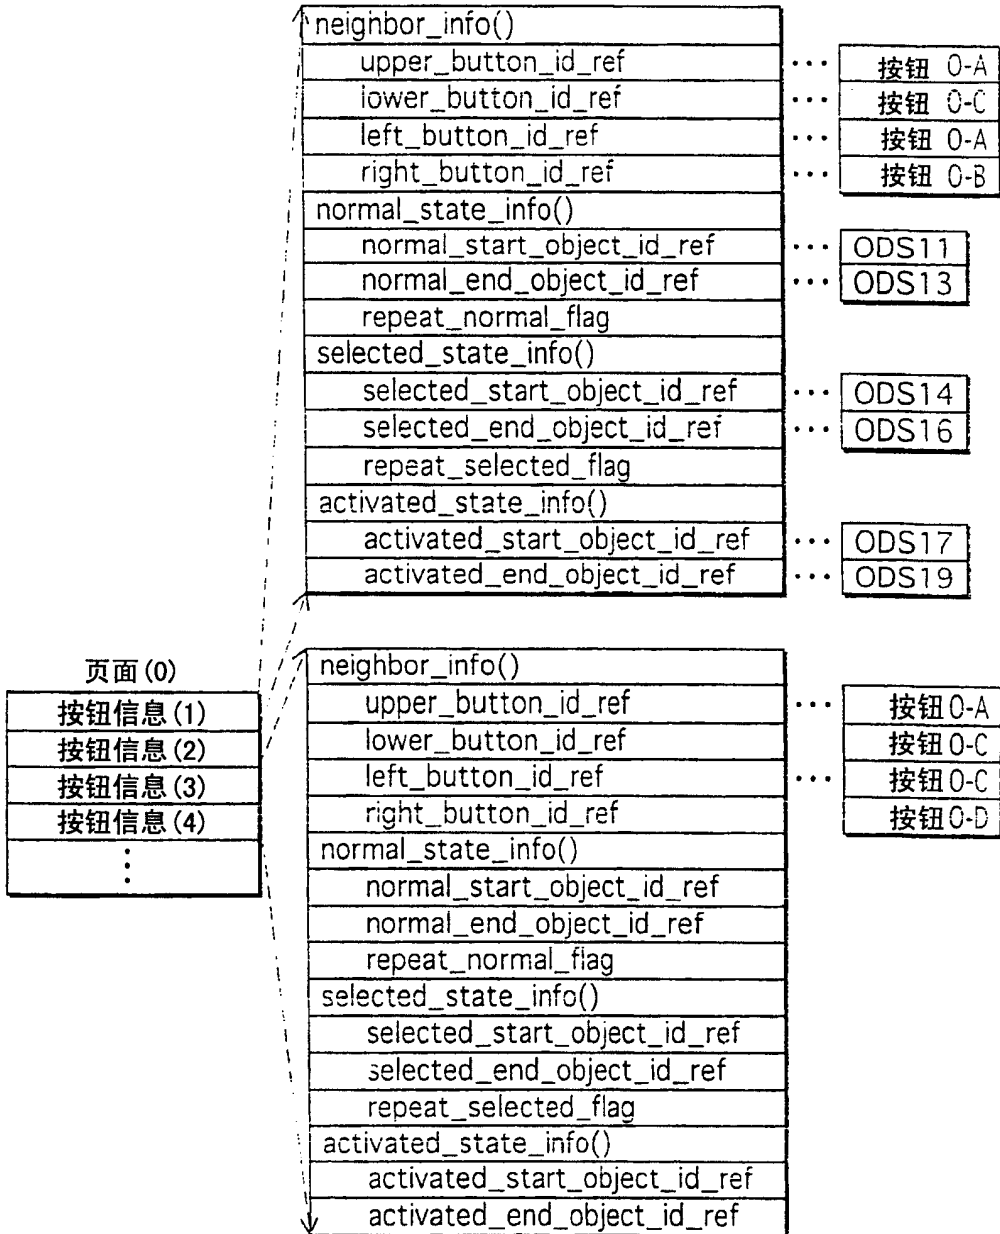 neighbor_info()
upper_button_id_ref ··· 按钮 0-A
lower_button_id_ref ··· 按钮 0-C
left_button_id_ref ··· 按钮 0-A
right_button_id_ref ··· 按钮 0-B
normal_state_info()
normal_start_object_id_ref ··· ODS11
normal_end_object_id_ref ··· ODS13
repeat_normal_flag
selected_state_info()
selected_start_object_id_ref ··· ODS14
selected_end_object_id_ref ··· ODS16
repeat_selected_flag
activated_state_info()
activated_start_object_id_ref ··· ODS17
activated_end_object_id_ref ··· ODS19
页面(0)
按钮信息(1)
按钮信息(2)
按钮信息(3)
按钮信息(4)
⋮
neighbor_info()
upper_button_id_ref ··· 按钮0-A
lower_button_id_ref 按钮0-C
left_button_id_ref ··· 按钮0-C
right_button_id_ref 按钮0-D
normal_state_info()
normal_start_object_id_ref
normal_end_object_id_ref
repeat_normal_flag
selected_state_info()
selected_start_object_id_ref
selected_end_object_id_ref
repeat_selected_flag
activated_state_info()
activated_start_object_id_ref
activated_end_object_id_ref